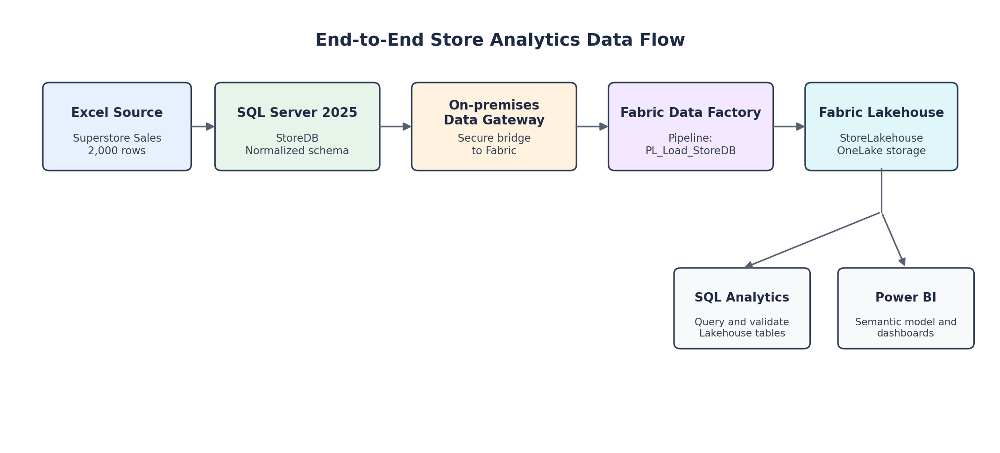 End-to-End Store Analytics Data Flow
Excel Source
Superstore Sales
2,000 rows
SQL Server 2025
StoreDB
Normalized schema
On-premises
Data Gateway
Secure bridge
to Fabric
Fabric Data Factory
Pipeline:
PL_Load_StoreDB
Fabric Lakehouse
StoreLakehouse
OneLake storage
SQL Analytics
Query and validate
Lakehouse tables
Power BI
Semantic model and
dashboards